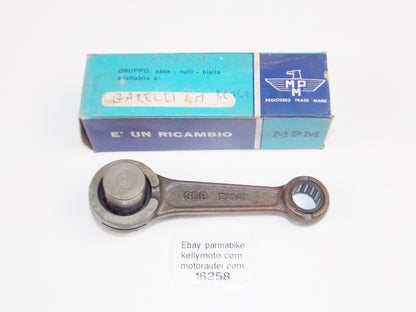 GRUPPO: asse - rulli - biella
adattabile a:
GARELLI KM
MPM
REGISTERED TRADE MARK
E' UN RICAMBIO
MPM
Ebay parmabike
kellymoto com
motoraider com
16258